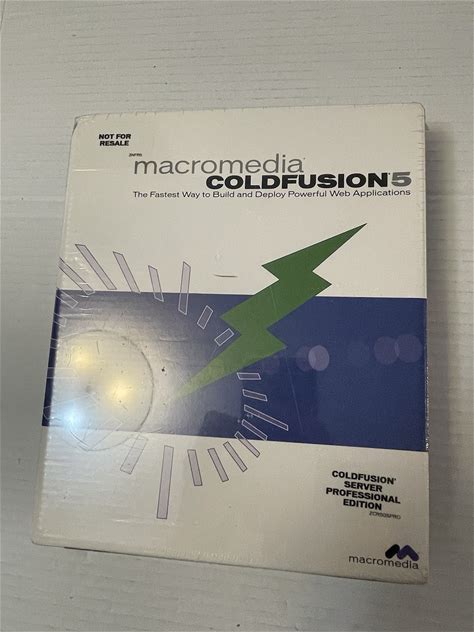 NOT FOR
RESALE
macromedia
COLDFUSION 5
The Fastest Way to Build and Deploy Powerful Web Applications
COLDFUSION
SERVER
PROFESSIONAL
EDITION
macromedia